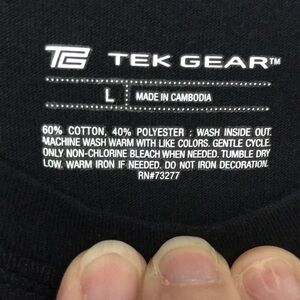 TG TEK GEAR™
L MADE IN CAMBODIA
60% COTTON, 40% POLYESTER ; WASH INSIDE OUT.
MACHINE WASH WARM WITH LIKE COLORS. GENTLE CYCLE.
ONLY NON-CHLORINE BLEACH WHEN NEEDED. TUMBLE DRY
LOW. WARM IRON IF NEEDED. DO NOT IRON DECORATION.
RN#73277